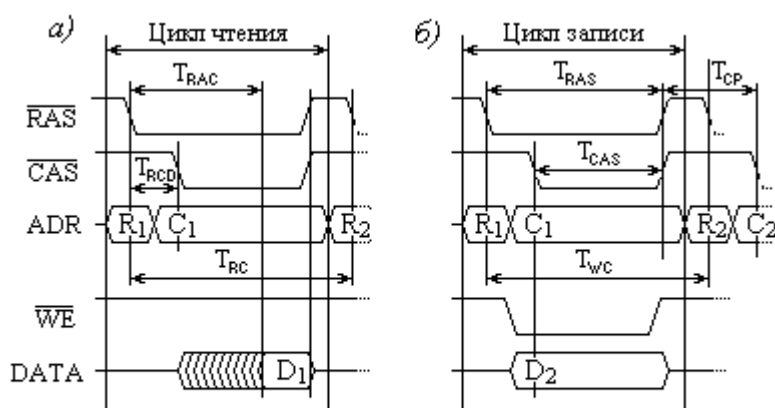 а) Цикл чтения б) Цикл записи
T_RAC T_RAS T_CP
RAS
T_RCD T_CAS
CAS
ADR R₁ C₁ R₂ R₁ C₁ R₂ C₂
T_RC T_WC
WE
DATA D₁ D₂